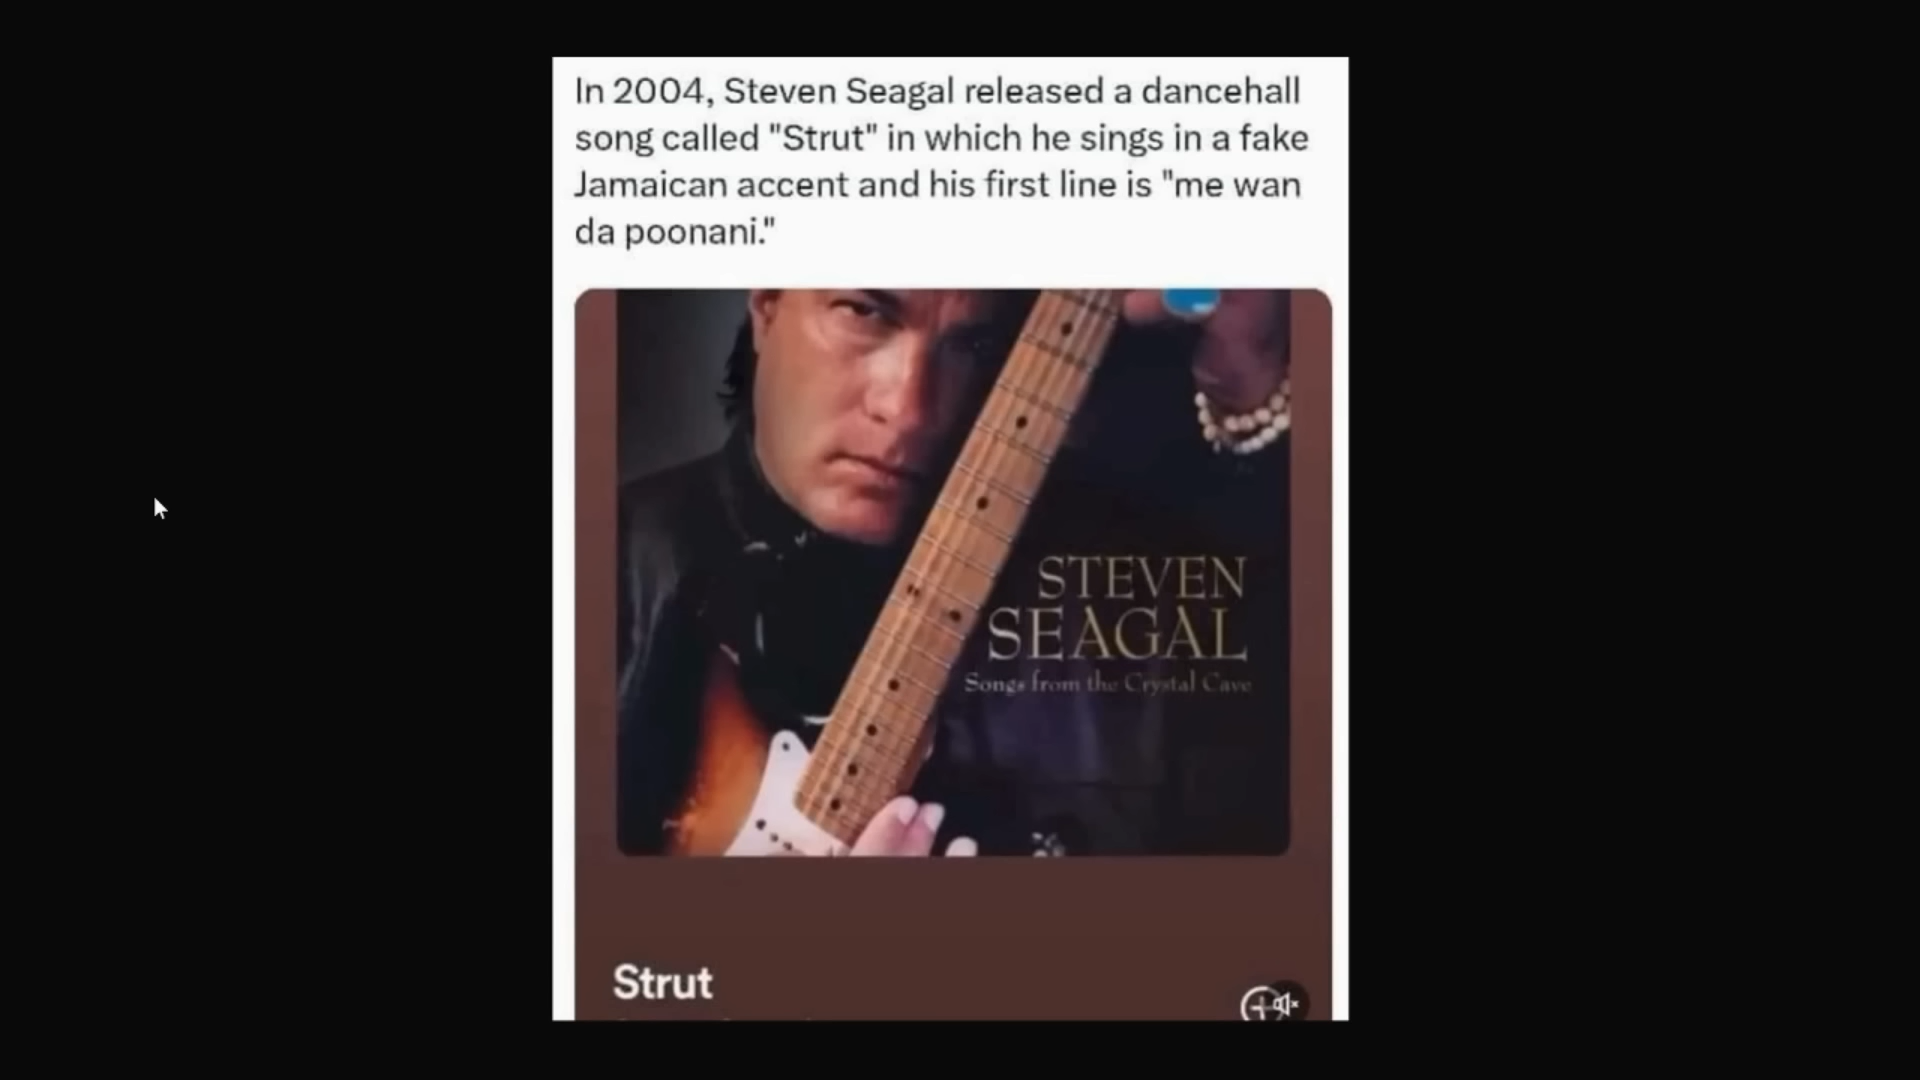 In 2004, Steven Seagal released a dancehall
song called "Strut" in which he sings in a fake
Jamaican accent and his first line is "me wan
da poonani."
STEVEN
SEAGAL
Songs from the Crystal Cave
Strut